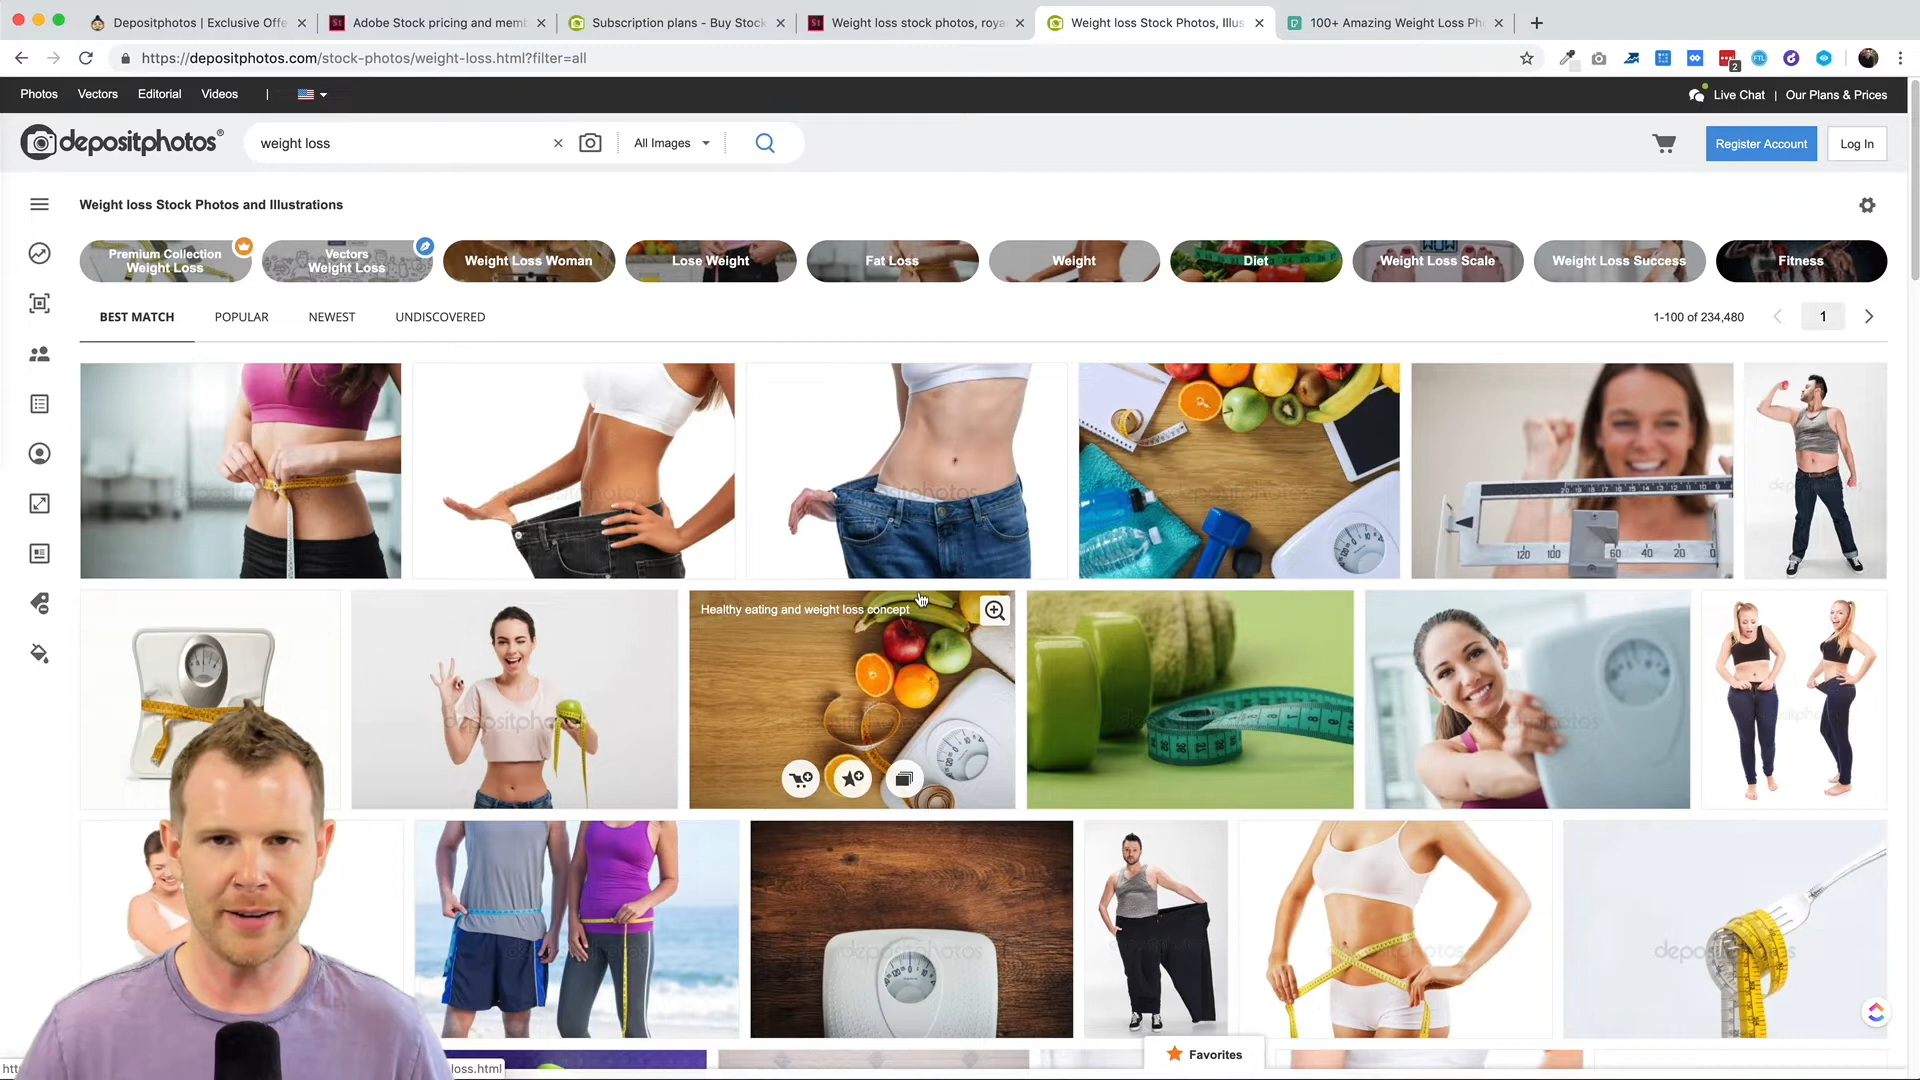 Depositphotos | Exclusive Offe
Adobe Stock pricing and memb
Subscription plans - Buy Stock
Weight loss stock photos, roya
Weight loss Stock Photos, Illus
100+ Amazing Weight Loss Ph
https://depositphotos.com/stock-photos/weight-loss.html?filter=all
2
FTL
Photos
Vectors
Editorial
Videos
|
Live Chat | Our Plans & Prices
depositphotos®
weight loss
All Images
Register Account
Log In
Weight loss Stock Photos and Illustrations
Premium Collection
Weight Loss
Vectors
Weight Loss
Weight Loss Woman
Lose Weight
Fat Loss
Weight
Diet
Weight Loss Scale
Weight Loss Success
Fitness
BEST MATCH
POPULAR
NEWEST
UNDISCOVERED
1-100 of 234,480
1
Healthy eating and weight loss concept
Favorites
loss.html